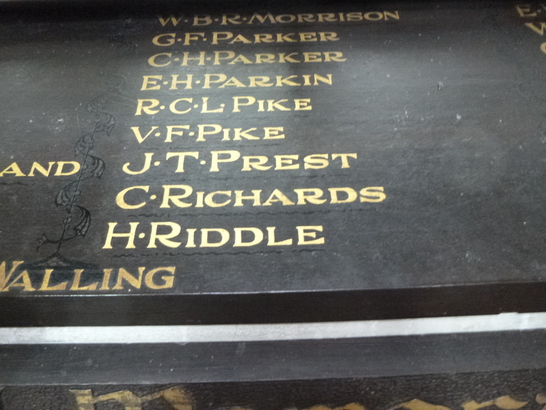 W·B·R·MORRISON
G·F·PARKER
C·H·PARKER
E·H·PARKIN
R·C·L·PIKE
V·F·PIKE
AND J·T·PREST
C·RICHARDS
H·RIDDLE
WALLING